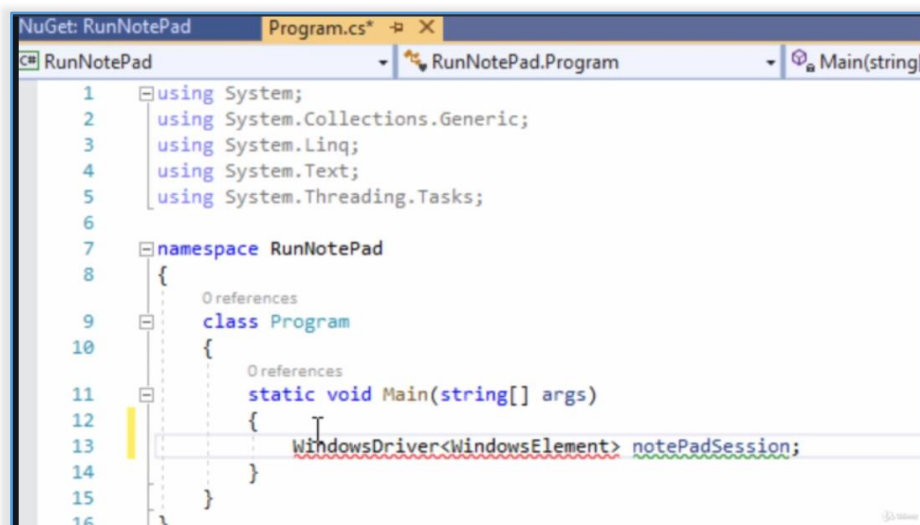 NuGet: RunNotePad Program.cs*
C# RunNotePad RunNotePad.Program Main(string[
1 using System;
2 using System.Collections.Generic;
3 using System.Linq;
4 using System.Text;
5 using System.Threading.Tasks;
6
7 namespace RunNotePad
8 {
0 references
9 class Program
10 {
0 references
11 static void Main(string[] args)
12 {
13 WindowsDriver<WindowsElement> notePadSession;
14 }
15 }
16 }